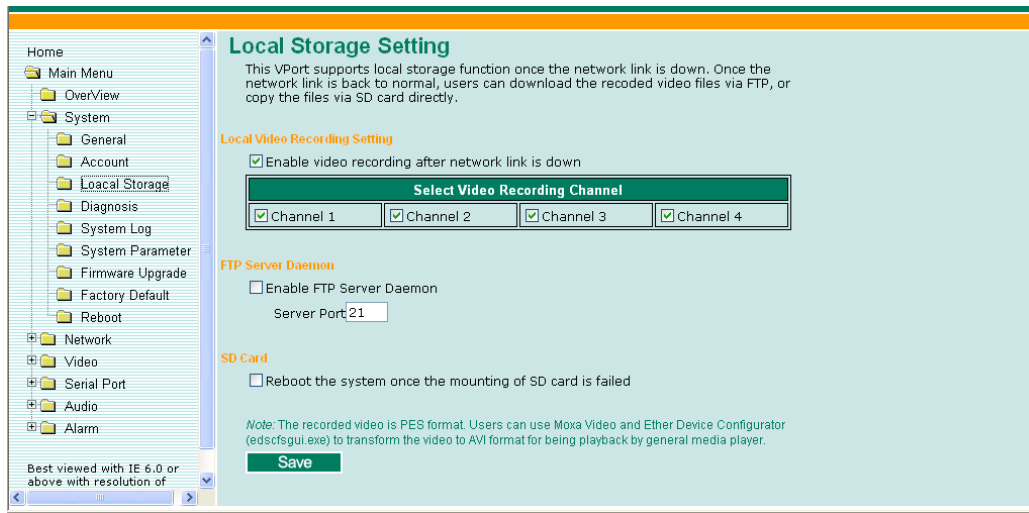 Home
Main Menu
OverView
System
General
Account
Loacal Storage
Diagnosis
System Log
System Parameter
Firmware Upgrade
Factory Default
Reboot
Network
Video
Serial Port
Audio
Alarm
Best viewed with IE 6.0 or
above with resolution of
Local Storage Setting
This VPort supports local storage function once the network link is down. Once the
network link is back to normal, users can download the recoded video files via FTP, or
copy the files via SD card directly.
Local Video Recording Setting
Enable video recording after network link is down
Select Video Recording Channel
Channel 1 Channel 2 Channel 3 Channel 4
FTP Server Daemon
Enable FTP Server Daemon
Server Port 21
SD Card
Reboot the system once the mounting of SD card is failed
Note: The recorded video is PES format. Users can use Moxa Video and Ether Device Configurator
(edscfsgui.exe) to transform the video to AVI format for being playback by general media player.
Save